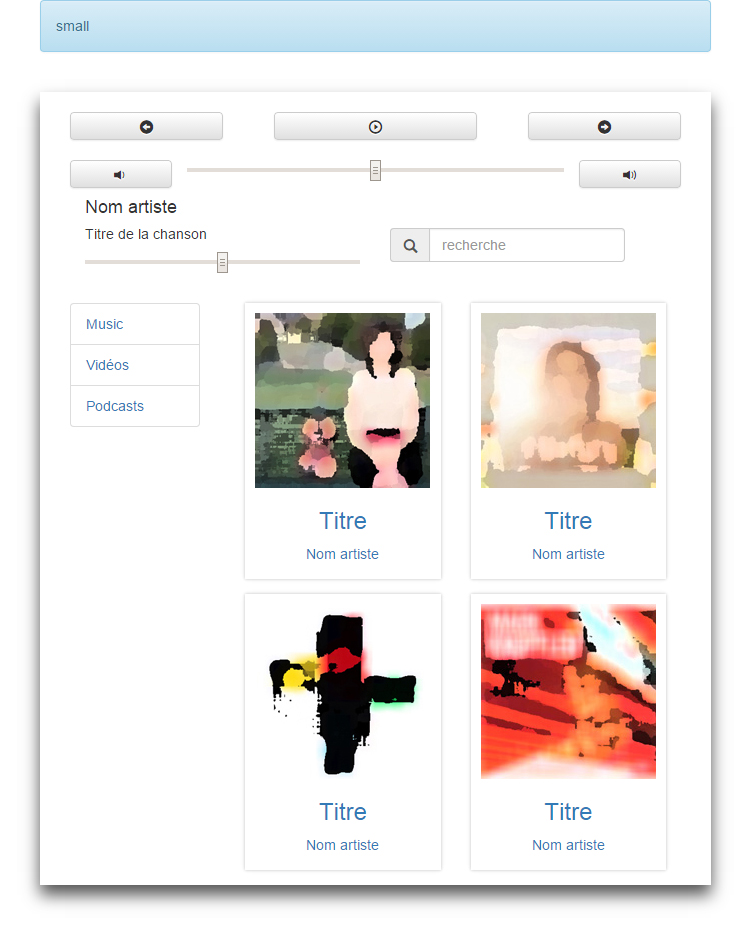 small
Nom artiste
Titre de la chanson
recherche
Music
Vidéos
Podcasts
Titre
Nom artiste
Titre
Nom artiste
Titre
Nom artiste
Titre
Nom artiste